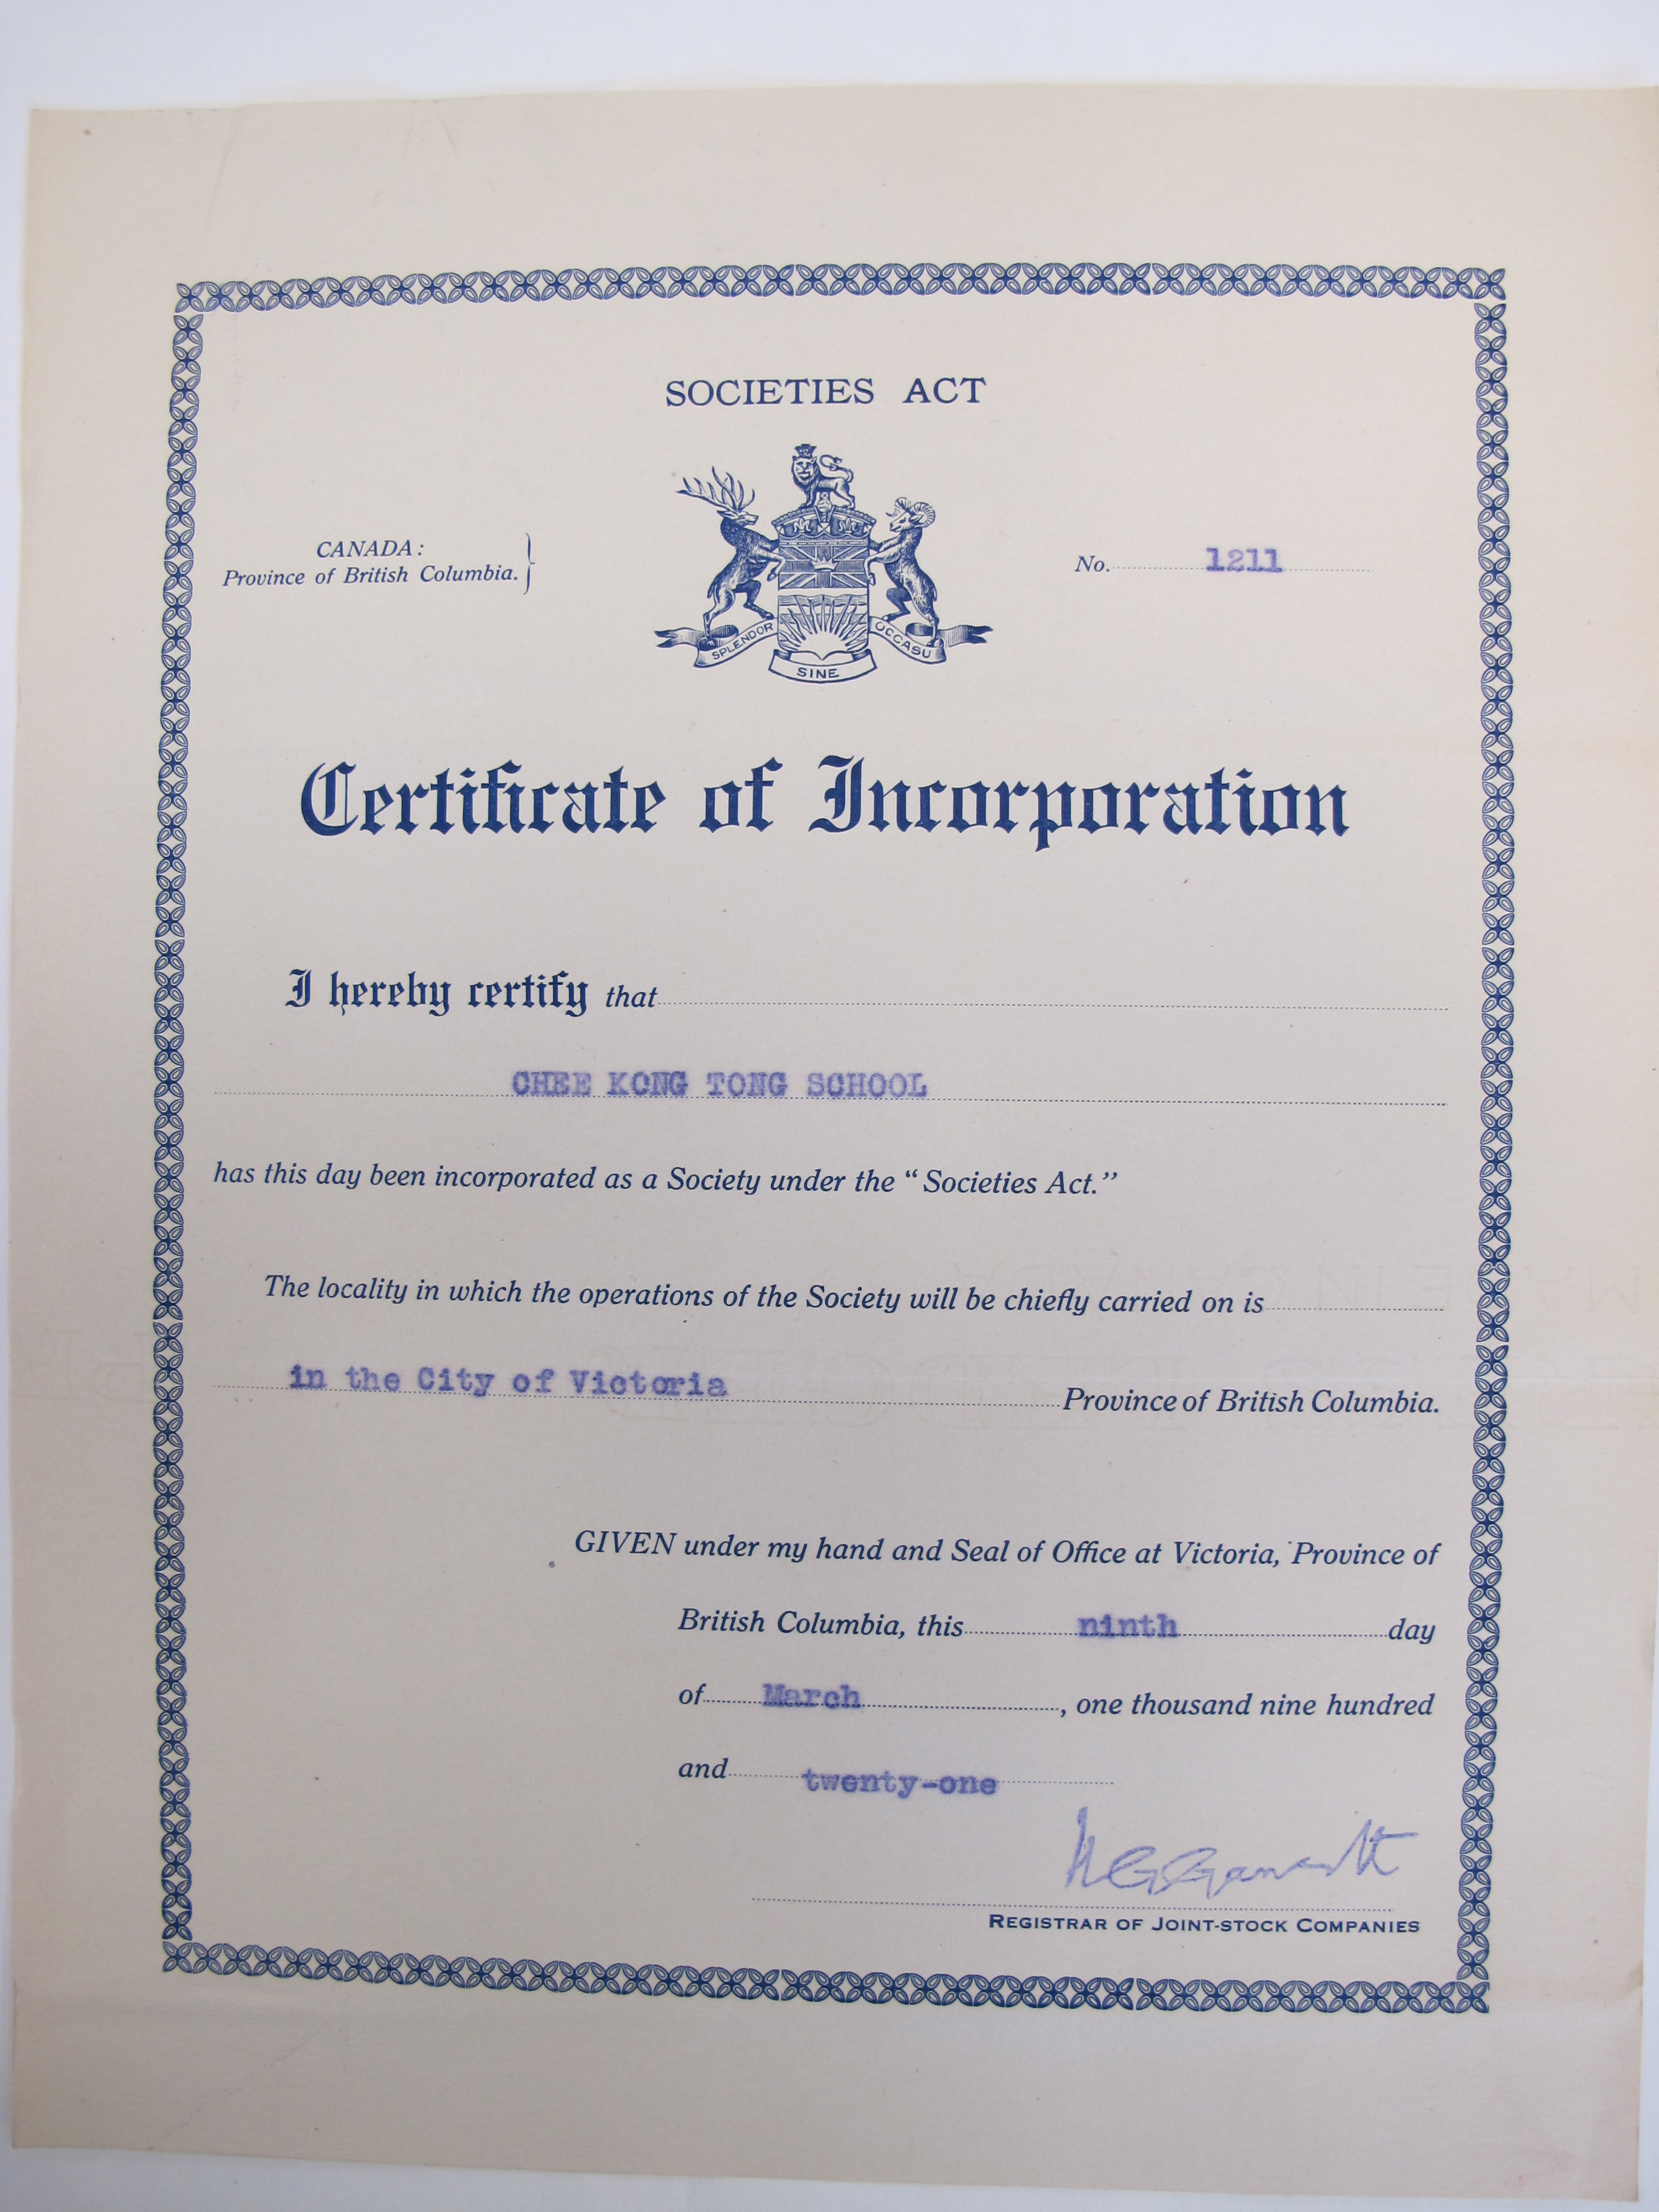 SOCIETIES ACT
CANADA:
Province of British Columbia.
No. 1211
SPLENDOR SINE OCCASU
Certificate of Incorporation
I hereby certify that
CHEE KONG TONG SCHOOL
has this day been incorporated as a Society under the "Societies Act."
The locality in which the operations of the Society will be chiefly carried on is
in the City of Victoria Province of British Columbia.
GIVEN under my hand and Seal of Office at Victoria, Province of
British Columbia, this ninth day
of March, one thousand nine hundred
and twenty-one
REGISTRAR OF JOINT-STOCK COMPANIES